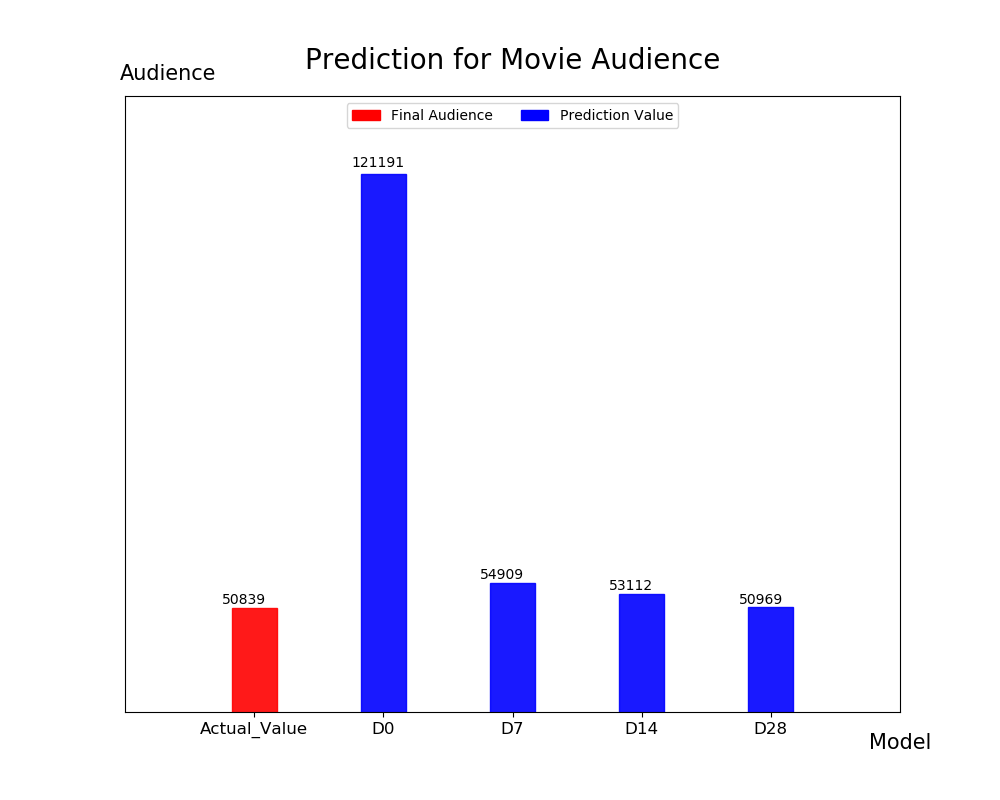 Prediction for Movie Audience
Audience
Final Audience Prediction Value
121191
54909
53112
50839
50969
Actual_Value D0 D7 D14 D28
Model